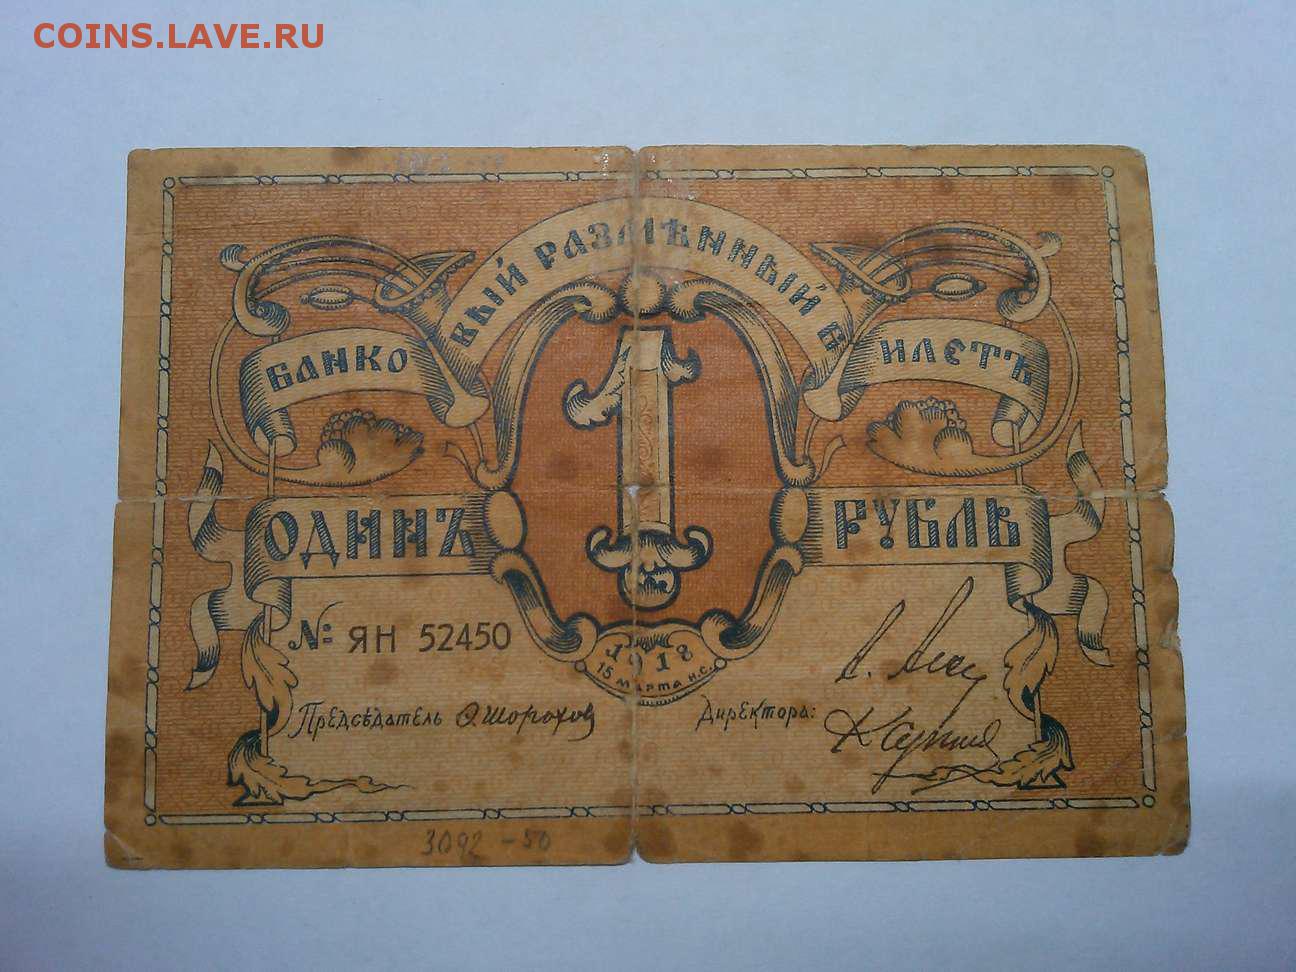 COINS.LAVE.RU
БАНКОВЫЙ РАЗМѢННЫЙ БИЛЕТЪ
1
ОДИНЪ РУБЛЬ
№: ЯН 52450
1918
15 МАРТА Н.С.
Предсѣдатель Ѳ. Шорохов
Директора:
3092 - 50